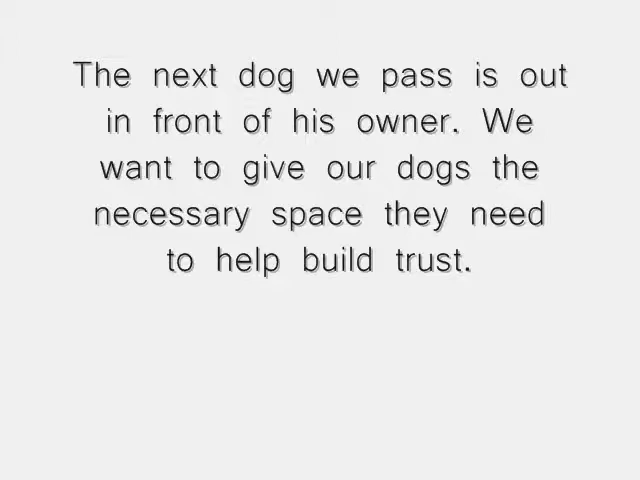 The next dog we pass is out
in front of his owner. We
want to give our dogs the
necessary space they need
to help build trust.